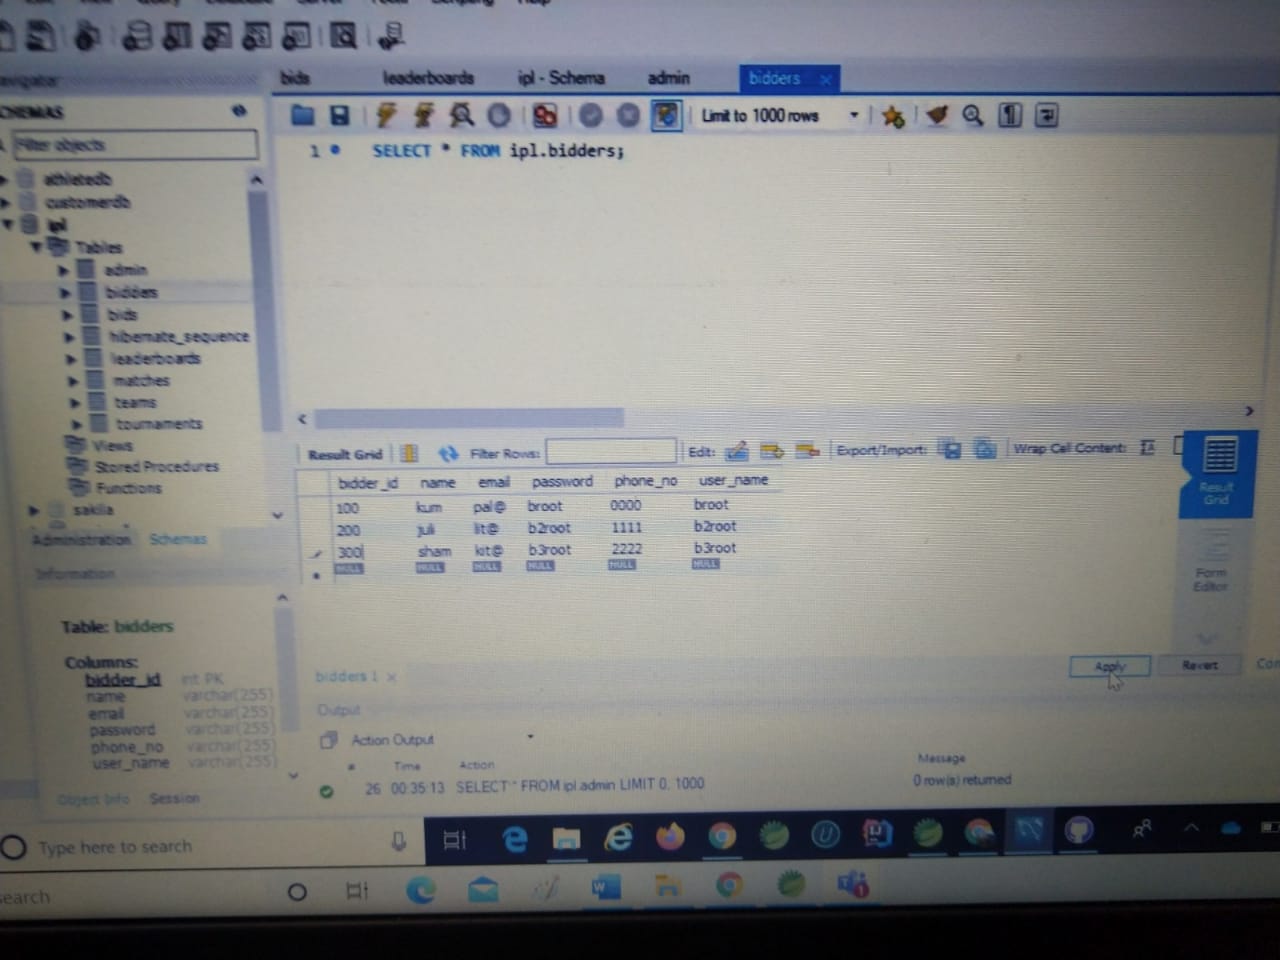 bids leaderboards ipl - Schema admin bidders
SCHEMAS
Filter objects
Limit to 1000 rows
1 SELECT * FROM ipl.bidders;
athletedb
customerdb
ipl
Tables
admin
bidders
bids
hibernate_sequence
leaderboards
matches
teams
tournaments
Views
Stored Procedures
Functions
sakila
Administration Schemas
Information
Table: bidders
Columns:
bidder_id int PK
name varchar(255)
email varchar(255)
password varchar(255)
phone_no varchar(255)
user_name varchar(255)
Object Info Session
Result Grid Filter Rows: Edit: Export/Import: Wrap Cell Content:
bidder_id name email password phone_no user_name
100 kum pal@ broot 0000 broot
200 juli lit@ b2root 1111 b2root
300 sham kit@ b3root 2222 b3root
NULL NULL NULL NULL NULL NULL
Result
Grid
Form
Editor
bidders 1
Apply Revert
Output
Action Output
# Time Action Message
26 00:35:13 SELECT * FROM ipl.admin LIMIT 0, 1000 0 row(s) returned
Type here to search
search